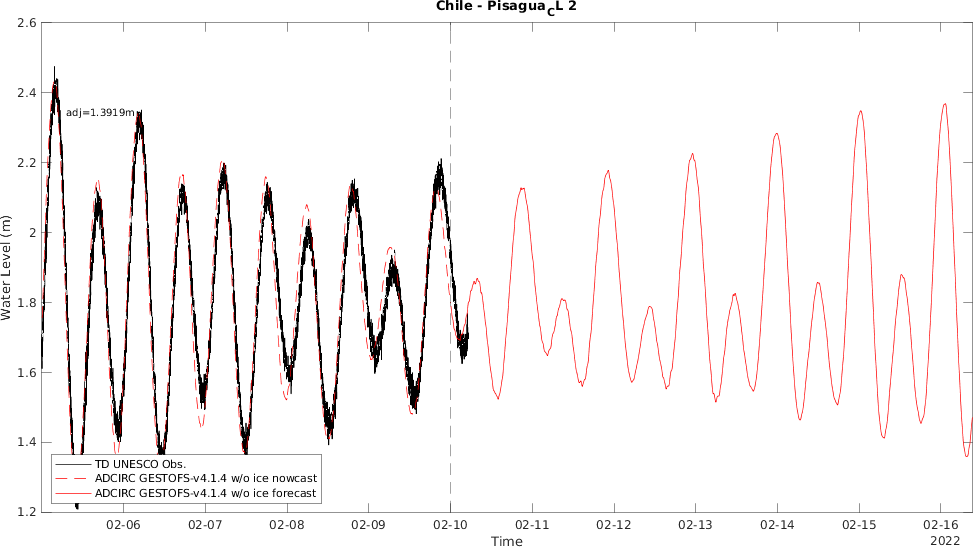 Chile - Pisagua_CL 2
2.6
2.4
adj=1.3919m
2.2
2
Water Level (m)
1.8
1.6
1.4
TD UNESCO Obs.
ADCIRC GESTOFS-v4.1.4 w/o ice nowcast
ADCIRC GESTOFS-v4.1.4 w/o ice forecast
1.2
02-06 02-07 02-08 02-09 02-10 02-11 02-12 02-13 02-14 02-15 02-16
Time 2022